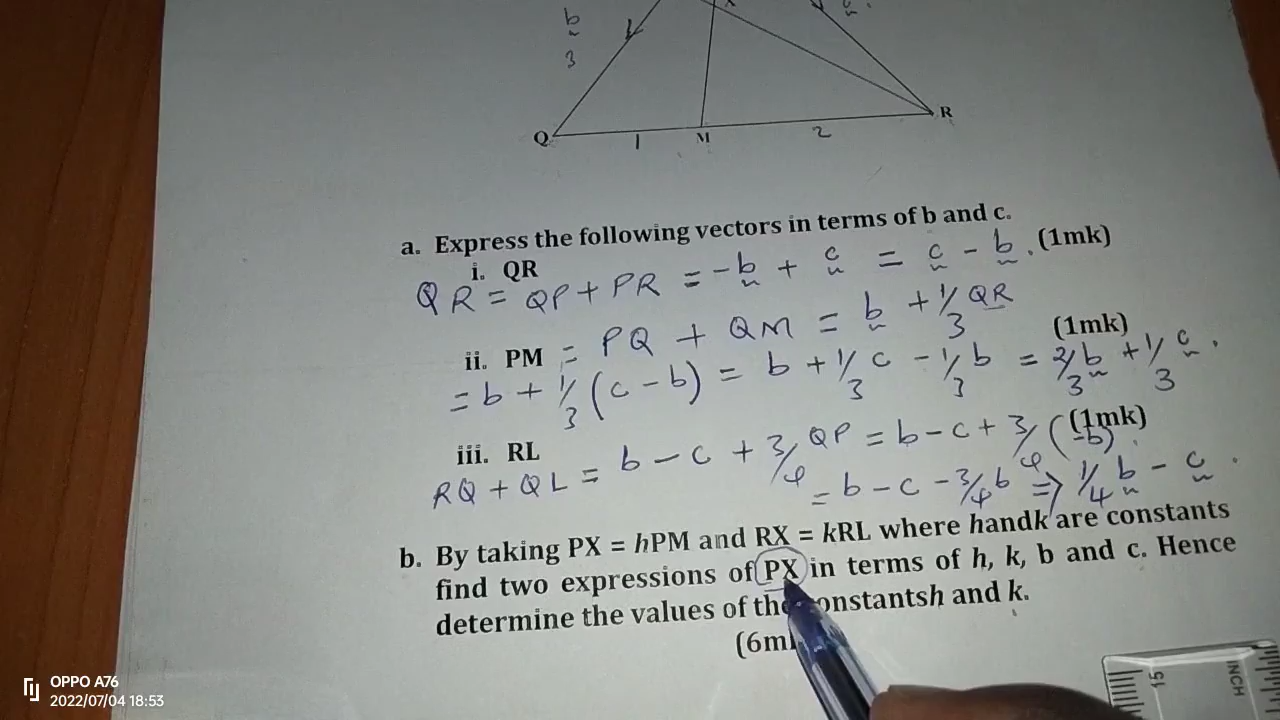 b
~
3
X
Q
1
M
2
R
a. Express the following vectors in terms of b and c.
i. QR (1mk)
QR = QP + PR = -b + c = c - b.
ii. PM = PQ + QM = b + 1/3 QR (1mk)
= b + 1/3 (c - b) = b + 1/3 c - 1/3 b = 2/3 b + 1/3 c.
iii. RL (1mk)
RQ + QL = b - c + 3/4 QP = b - c + 3/4 (-b).
= b - c - 3/4 b => 1/4 b - c.
b. By taking PX = hPM and RX = kRL where handk are constants
find two expressions of PX in terms of h, k, b and c. Hence
determine the values of the constantsh and k.
(6m
15
INCH
OPPO A76
2022/07/04 18:53